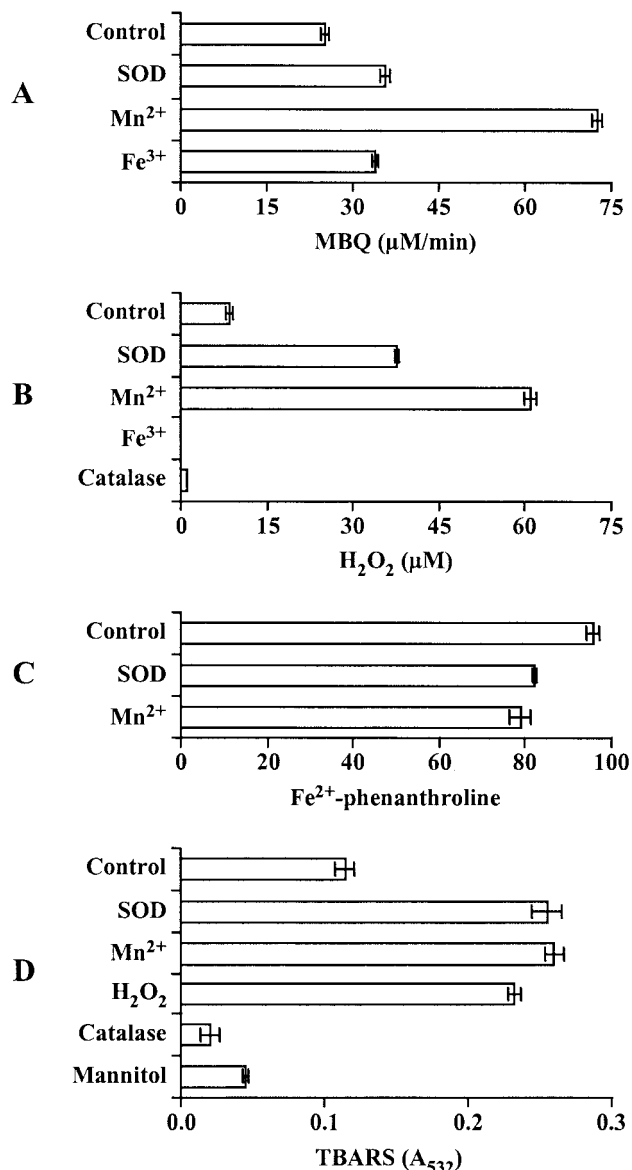 A
Control
SOD
Mn²⁺
Fe³⁺
0 15 30 45 60 75
MBQ (µM/min)
B
Control
SOD
Mn²⁺
Fe³⁺
Catalase
0 15 30 45 60 75
H₂O₂ (µM)
C
Control
SOD
Mn²⁺
0 20 40 60 80 100
Fe²⁺-phenanthroline
D
Control
SOD
Mn²⁺
H₂O₂
Catalase
Mannitol
0.0 0.1 0.2 0.3
TBARS (A₅₃₂)